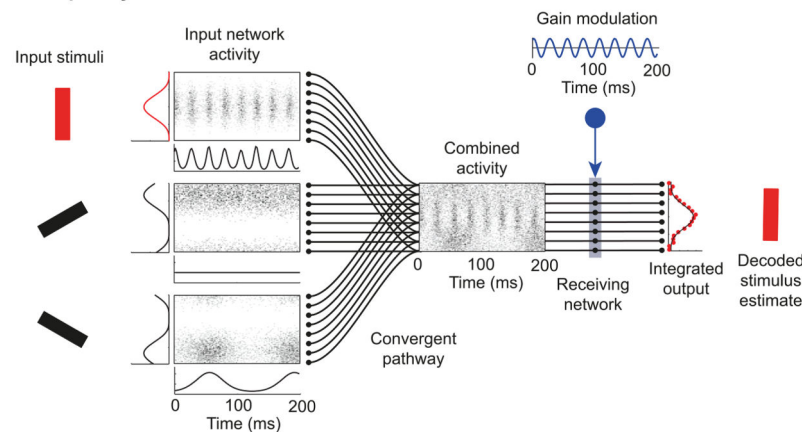 Gain modulation
0 100 200
Time (ms)
Input stimuli
Input network
activity
Combined
activity
0 100 200
Time (ms)
Receiving
network
Integrated
output
Decoded
stimulus
estimate
Convergent
pathway
0 100 200
Time (ms)